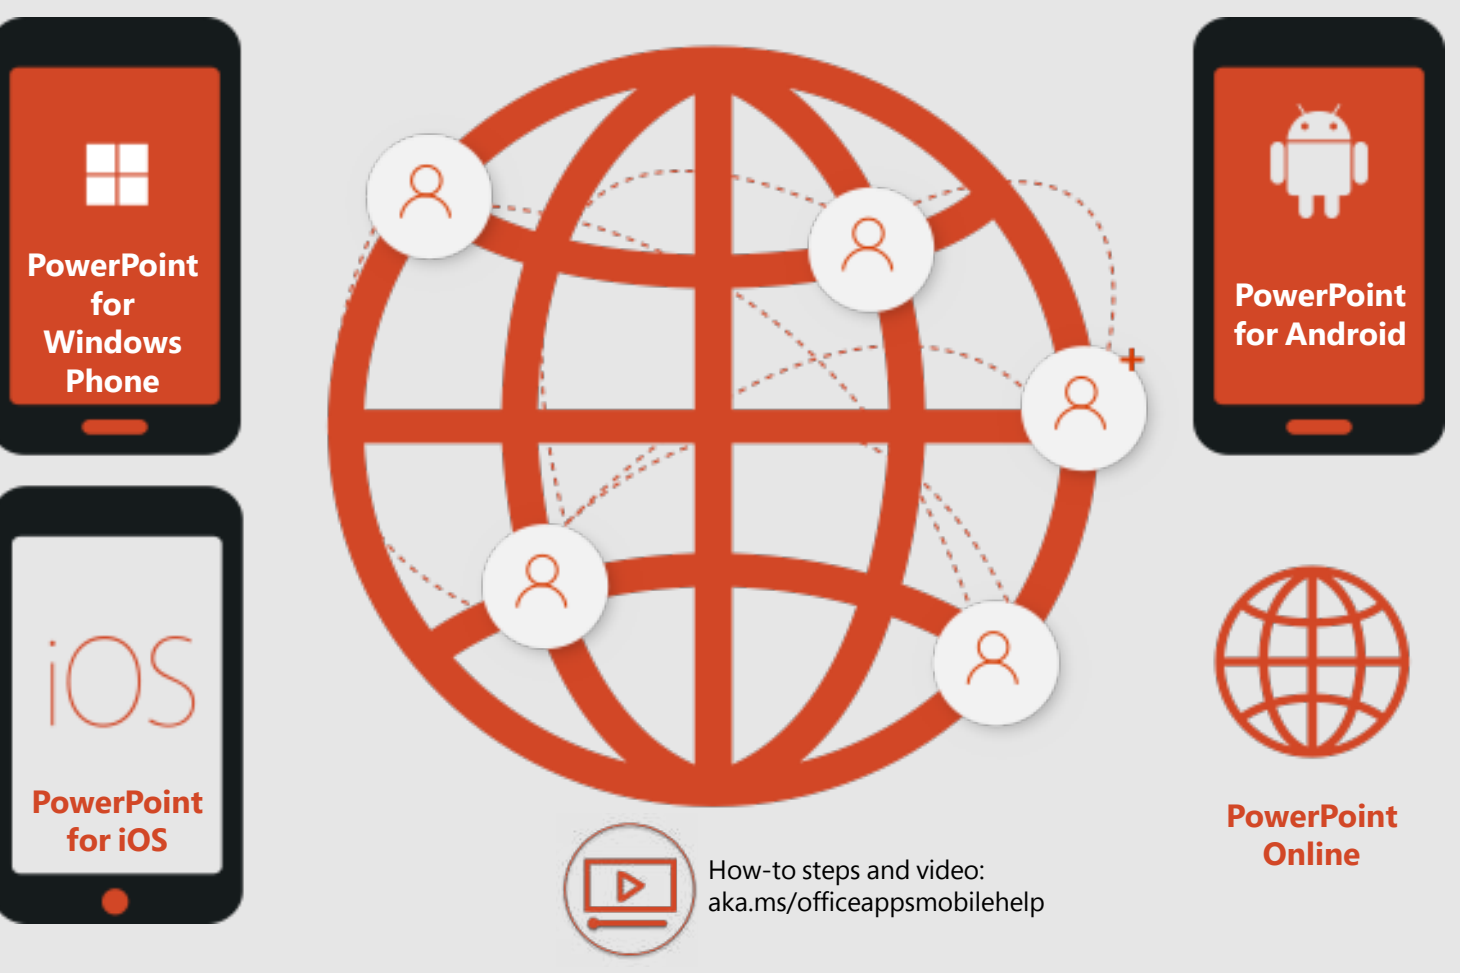 PowerPoint
for
Windows
Phone
iOS
PowerPoint
for iOS
PowerPoint
for Android
PowerPoint
Online
How-to steps and video:
aka.ms/officeappsmobilehelp